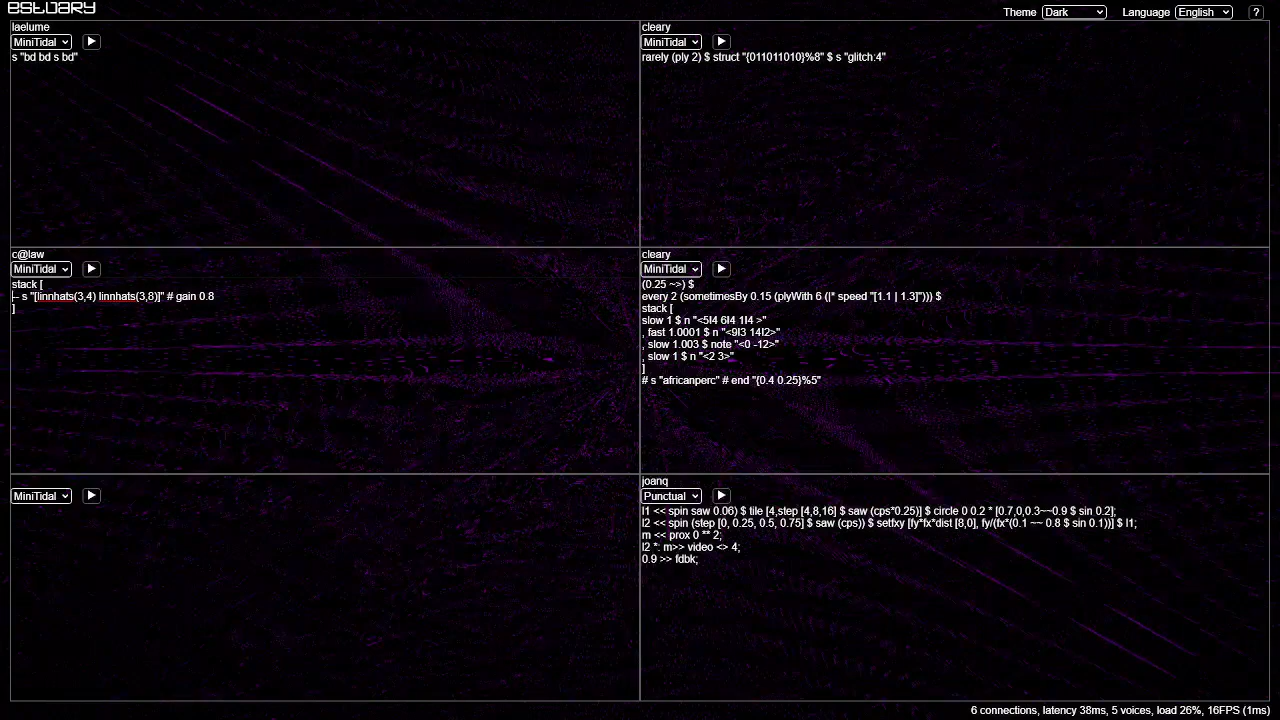 estuary
Theme Dark Language English ?
laelume
MiniTidal
s "bd bd s bd"
cleary
MiniTidal
rarely (ply 2) $ struct "{011011010}%8" $ s "glitch:4"
c@law
MiniTidal
stack [
-- s "[linnhats(3,4) linnhats(3,8)]" # gain 0.8
]
cleary
MiniTidal
(0.25 ~>) $
every 2 (sometimesBy 0.15 (plyWith 6 (|* speed "[1.1 | 1.3]"))) $
stack [
slow 1 $ n "<5!4 6!4 1!4 >"
, fast 1.0001 $ n "<9!3 14!2>"
, slow 1.003 $ note "<0 -12>"
, slow 1 $ n "<2 3>"
]
# s "africanperc" # end "{0.4 0.25}%5"
MiniTidal
joanq
Punctual
l1 << spin saw 0.06) $ tile [4,step [4,8,16] $ saw (cps*0.25)] $ circle 0 0.2 * [0.7,0,0.3~~0.9 $ sin 0.2];
l2 << spin (step [0, 0.25, 0.5, 0.75] $ saw (cps)) $ setfxy [fy*fx*dist [8,0], fy/(fx*(0.1 ~~ 0.8 $ sin 0.1))] $ l1;
m << prox 0 ** 2;
l2 *: m>> video <> 4;
0.9 >> fdbk;
6 connections, latency 38ms, 5 voices, load 26%, 16FPS (1ms)